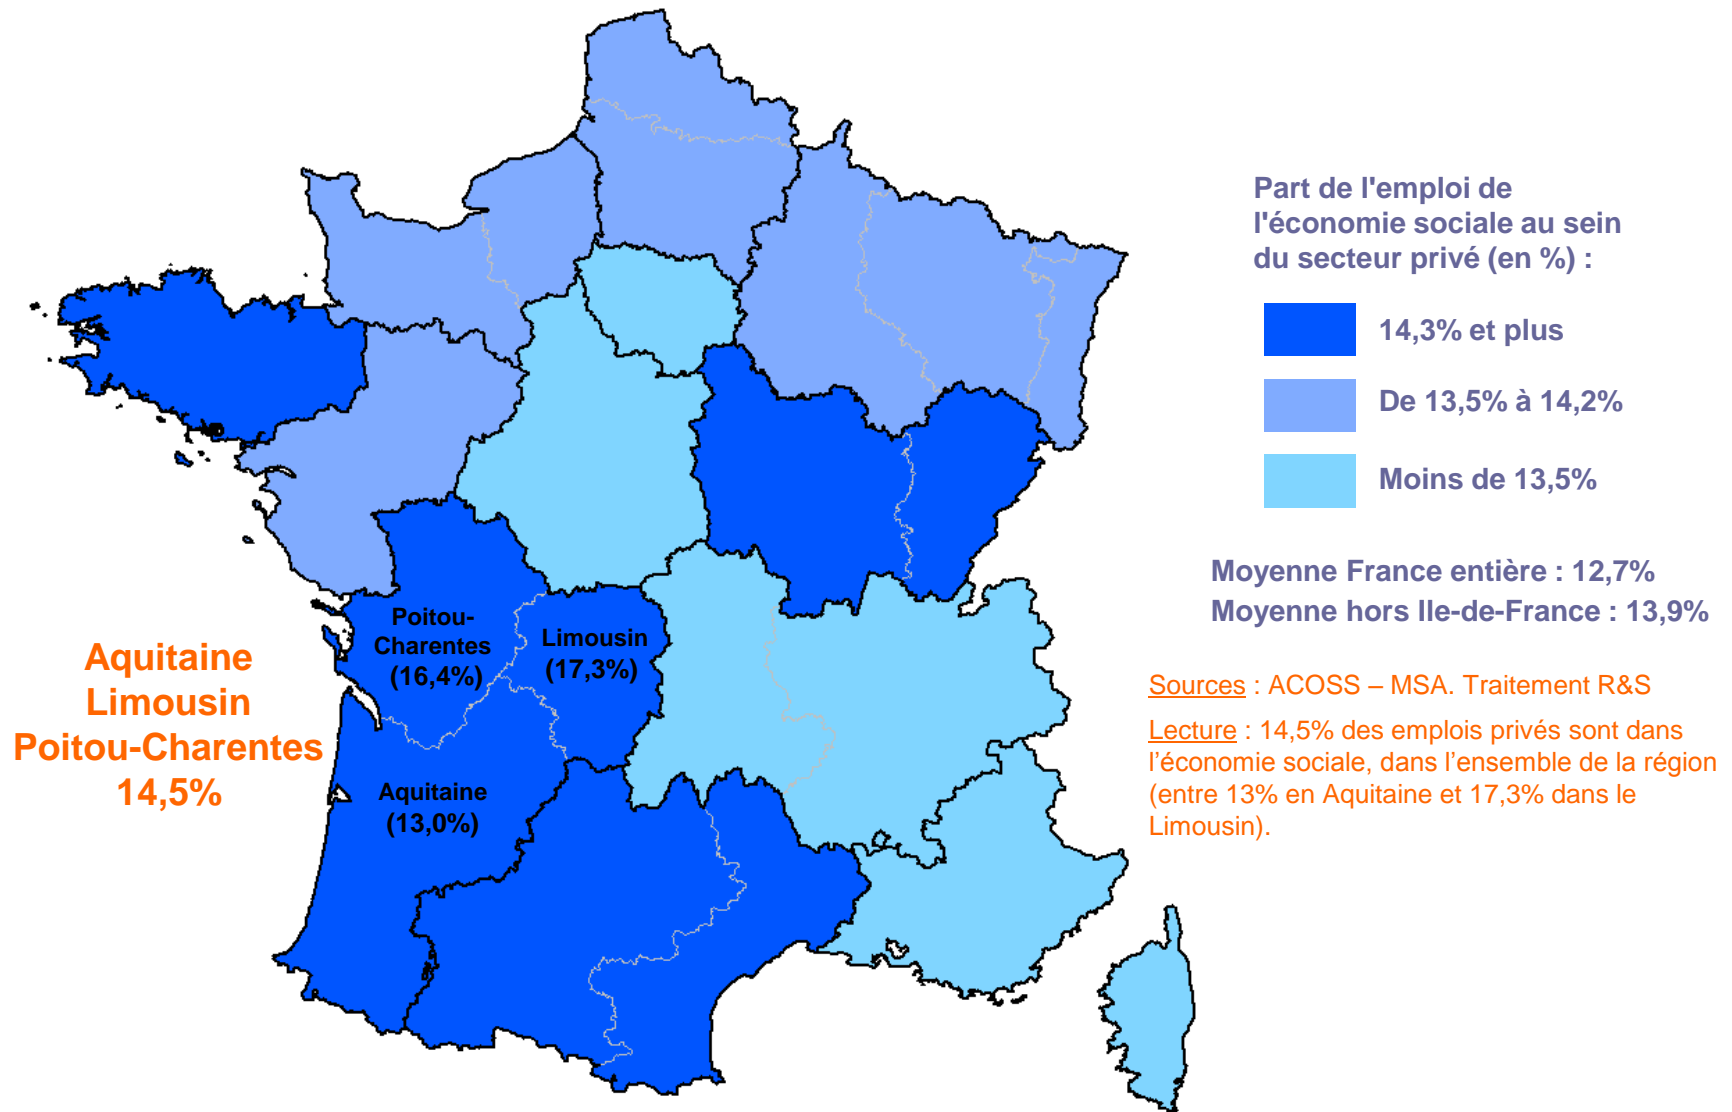 Part de l'emploi de
l'économie sociale au sein
du secteur privé (en %) :
14,3% et plus
De 13,5% à 14,2%
Moins de 13,5%
Moyenne France entière : 12,7%
Moyenne hors Ile-de-France : 13,9%
Poitou-
Charentes
(16,4%)
Limousin
(17,3%)
Aquitaine
Limousin
Poitou-Charentes
14,5%
Aquitaine
(13,0%)
Sources : ACOSS – MSA. Traitement R&S
Lecture : 14,5% des emplois privés sont dans
l’économie sociale, dans l’ensemble de la région
(entre 13% en Aquitaine et 17,3% dans le
Limousin).